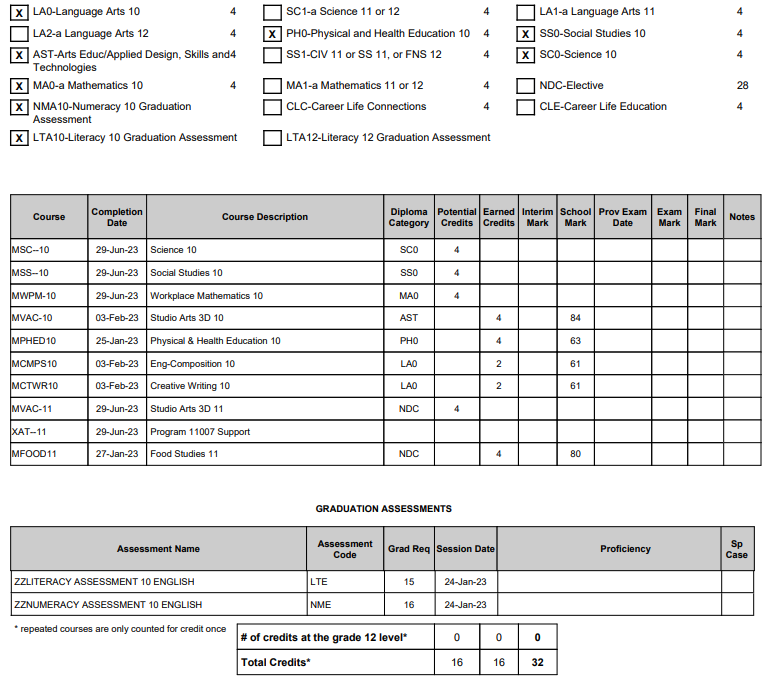 X LA0-Language Arts 10 4 SC1-a Science 11 or 12 4 LA1-a Language Arts 11 4
LA2-a Language Arts 12 4 X PH0-Physical and Health Education 10 4 X SS0-Social Studies 10 4
X AST-Arts Educ/Applied Design, Skills and 4 SS1-CIV 11 or SS 11, or FNS 12 4 X SC0-Science 10 4
Technologies
X MA0-a Mathematics 10 4 MA1-a Mathematics 11 or 12 4 NDC-Elective 28
X NMA10-Numeracy 10 Graduation CLC-Career Life Connections 4 CLE-Career Life Education 4
Assessment
X LTA10-Literacy 10 Graduation Assessment LTA12-Literacy 12 Graduation Assessment
Course Completion Date Course Description Diploma Category Potential Credits Earned Credits Interim Mark School Mark Prov Exam Date Exam Mark Final Mark Notes
MSC--10 29-Jun-23 Science 10 SC0 4
MSS--10 29-Jun-23 Social Studies 10 SS0 4
MWPM-10 29-Jun-23 Workplace Mathematics 10 MA0 4
MVAC-10 03-Feb-23 Studio Arts 3D 10 AST 4 84
MPHED10 25-Jan-23 Physical & Health Education 10 PH0 4 63
MCMPS10 03-Feb-23 Eng-Composition 10 LA0 2 61
MCTWR10 03-Feb-23 Creative Writing 10 LA0 2 61
MVAC-11 29-Jun-23 Studio Arts 3D 11 NDC 4
XAT--11 29-Jun-23 Program 11007 Support
MFOOD11 27-Jan-23 Food Studies 11 NDC 4 80
GRADUATION ASSESSMENTS
Assessment Name Assessment Code Grad Req Session Date Proficiency Sp Case
ZZLITERACY ASSESSMENT 10 ENGLISH LTE 15 24-Jan-23
ZZNUMERACY ASSESSMENT 10 ENGLISH NME 16 24-Jan-23
* repeated courses are only counted for credit once
# of credits at the grade 12 level* 0 0 0
Total Credits* 16 16 32